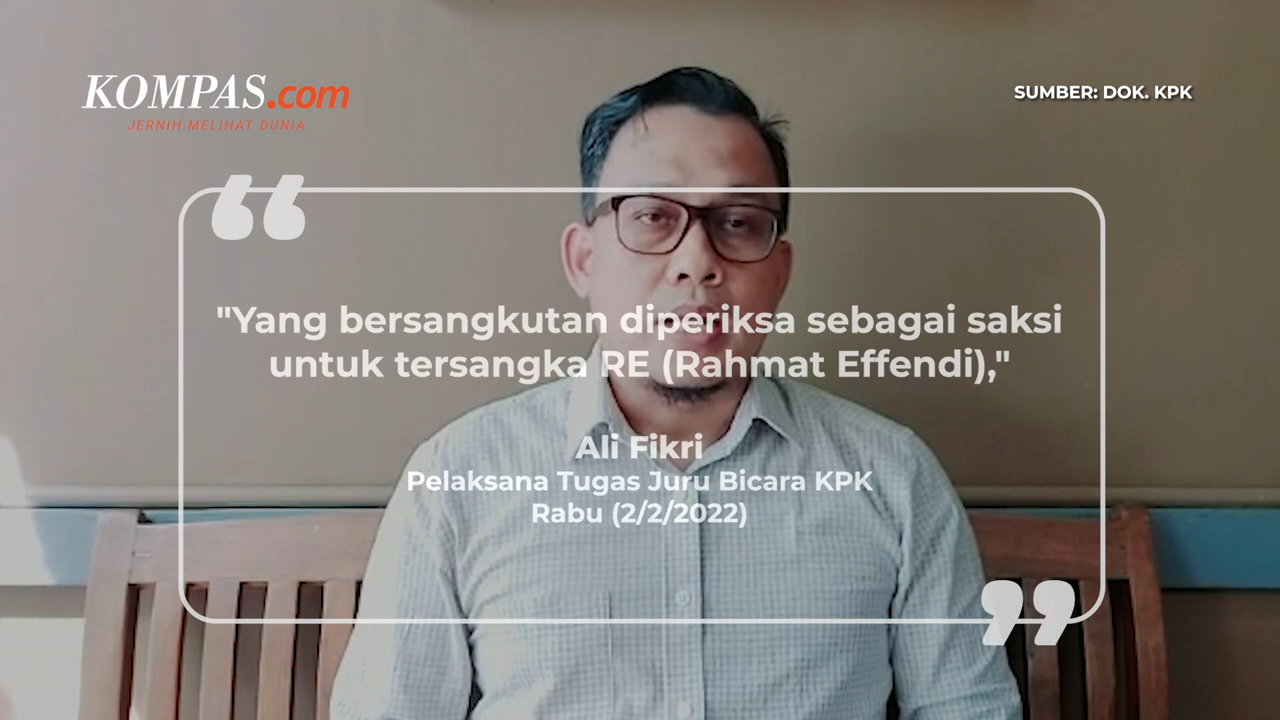 KOMPAS.com
JERNIH MELIHAT DUNIA
SUMBER: DOK. KPK
"Yang bersangkutan diperiksa sebagai saksi
untuk tersangka RE (Rahmat Effendi),"
Ali Fikri
Pelaksana Tugas Juru Bicara KPK
Rabu (2/2/2022)